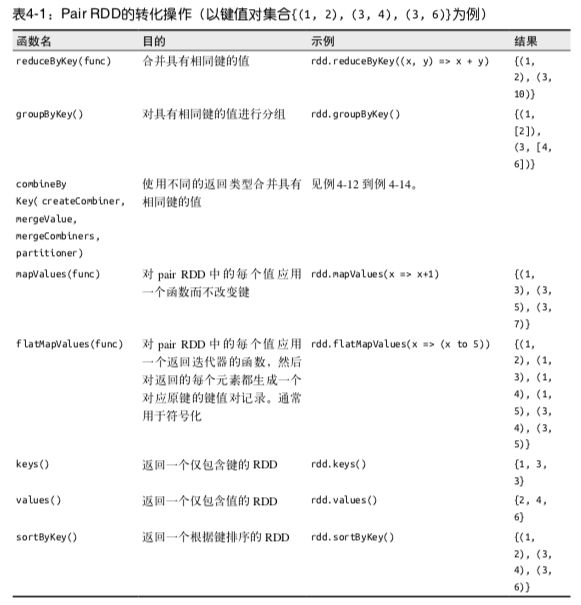 表4-1：Pair RDD的转化操作（以键值对集合{(1, 2), (3, 4), (3, 6)}为例）
函数名 目的 示例 结果
reduceByKey(func) 合并具有相同键的值 rdd.reduceByKey((x, y) => x + y) {(1,
2), (3,
10)}
groupByKey() 对具有相同键的值进行分组 rdd.groupByKey() {(1,
[2]),
(3, [4,
6])}
combineBy 使用不同的返回类型合并具有 见例 4-12 到例 4-14。
Key( createCombiner, 相同键的值
mergeValue,
mergeCombiners,
partitioner)
mapValues(func) 对 pair RDD 中的每个值应用 rdd.mapValues(x => x+1) {(1,
一个函数而不改变键 3), (3,
5), (3,
7)}
flatMapValues(func) 对 pair RDD 中的每个值应用 rdd.flatMapValues(x => (x to 5)) {(1,
一个返回迭代器的函数，然后 2), (1,
对返回的每个元素都生成一个 3), (1,
对应原键的键值对记录。通常 4), (1,
用于符号化 5), (3,
4), (3,
5)}
keys() 返回一个仅包含键的 RDD rdd.keys() {1, 3,
3}
values() 返回一个仅包含值的 RDD rdd.values() {2, 4,
6}
sortByKey() 返回一个根据键排序的 RDD rdd.sortByKey() {(1,
2), (3,
4), (3,
6)}